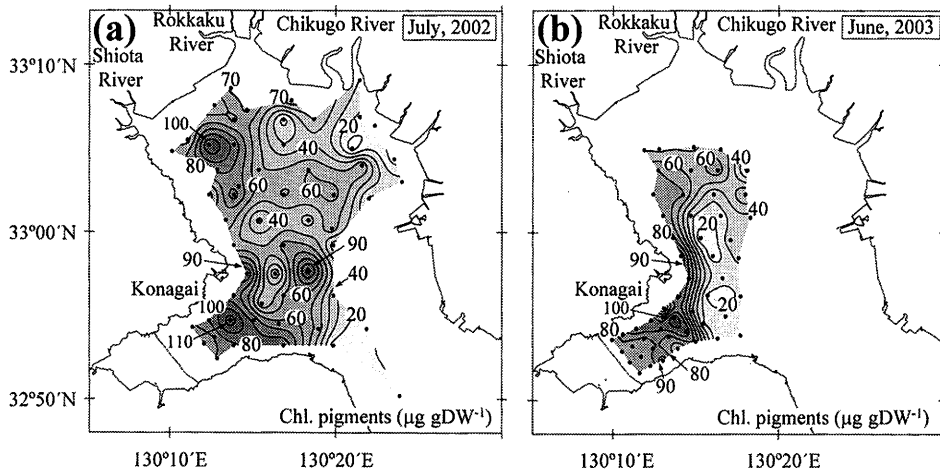 (a)
Rokkaku
River
Chikugo River
July, 2002
Shiota
River
33°10´N
33°00´N
32°50´N
70
70
100
80
20
40
60
60
40
90
90
40
60
60
20
Konagai
100
110
80
Chl. pigments (µg gDW⁻¹)
130°10´E
130°20´E
(b)
Rokkaku
River
Chikugo River
June, 2003
Shiota
River
60
60
40
40
20
80
90
Konagai
20
100
80
80
90
Chl. pigments (µg gDW⁻¹)
130°10´E
130°20´E